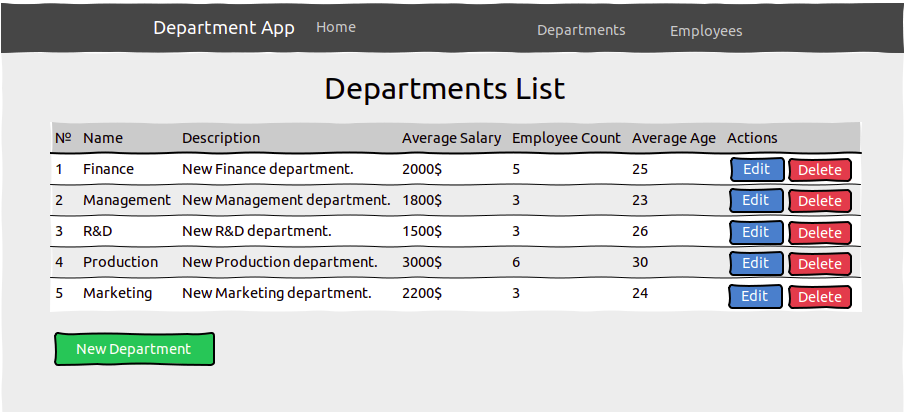 Department App Home Departments Employees
Departments List
№ Name Description Average Salary Employee Count Average Age Actions
1 Finance New Finance department. 2000$ 5 25 Edit Delete
2 Management New Management department. 1800$ 3 23 Edit Delete
3 R&D New R&D department. 1500$ 3 26 Edit Delete
4 Production New Production department. 3000$ 6 30 Edit Delete
5 Marketing New Marketing department. 2200$ 3 24 Edit Delete
New Department